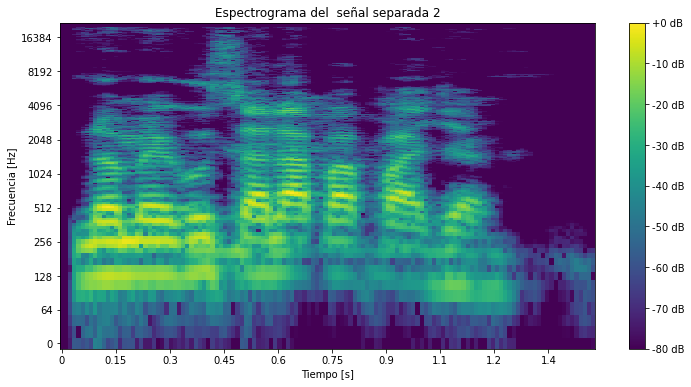 Espectrograma del  señal separada 2
Frecuencia [Hz]
16384
8192
4096
2048
1024
512
256
128
64
0
0 0.15 0.3 0.45 0.6 0.75 0.9 1.1 1.2 1.4
Tiempo [s]
+0 dB
-10 dB
-20 dB
-30 dB
-40 dB
-50 dB
-60 dB
-70 dB
-80 dB